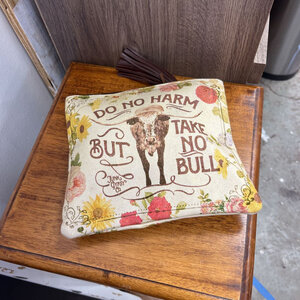 DO NO HARM
BUT TAKE
NO
BULL